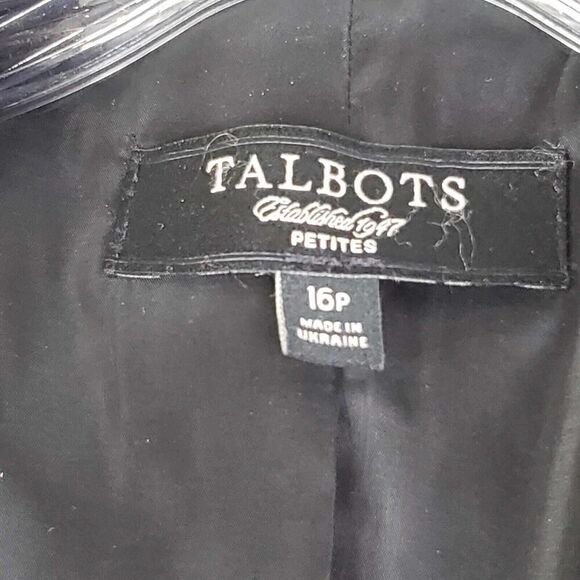 TALBOTS
Established 1947
PETITES
16P
MADE IN
UKRAINE